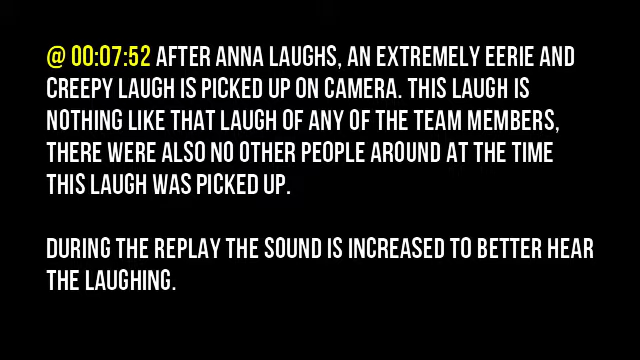 @ 00:07:52 AFTER ANNA LAUGHS, AN EXTREMELY EERIE AND
CREEPY LAUGH IS PICKED UP ON CAMERA. THIS LAUGH IS
NOTHING LIKE THAT LAUGH OF ANY OF THE TEAM MEMBERS,
THERE WERE ALSO NO OTHER PEOPLE AROUND AT THE TIME
THIS LAUGH WAS PICKED UP.
DURING THE REPLAY THE SOUND IS INCREASED TO BETTER HEAR
THE LAUGHING.